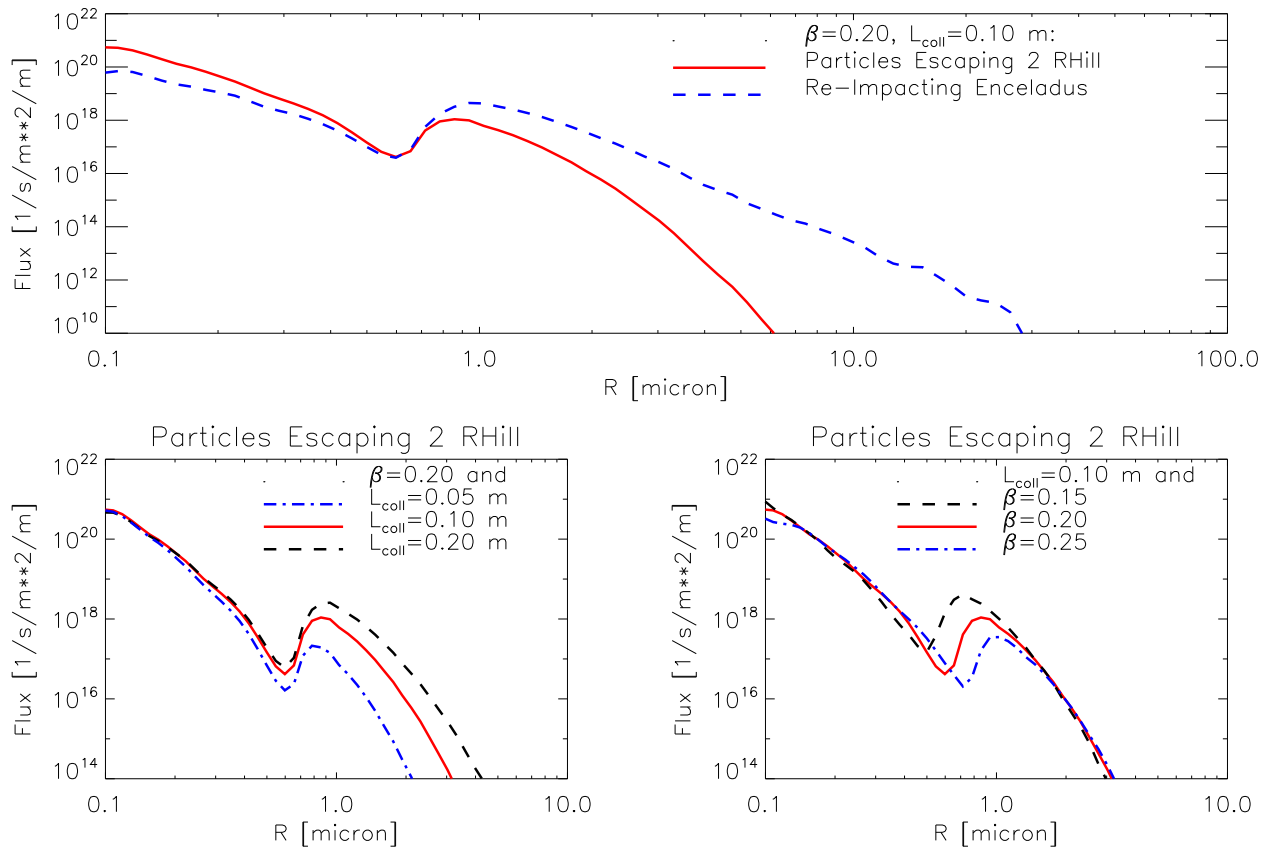 β=0.20, L_coll=0.10 m:
Particles Escaping 2 RHill
Re-Impacting Enceladus
Flux [1/s/m**2/m]
10^22
10^20
10^18
10^16
10^14
10^12
10^10
0.1 1.0 10.0 100.0
R [micron]
Particles Escaping 2 RHill
β=0.20 and
L_coll=0.05 m
L_coll=0.10 m
L_coll=0.20 m
Flux [1/s/m**2/m]
10^22
10^20
10^18
10^16
10^14
0.1 1.0 10.0
R [micron]
Particles Escaping 2 RHill
L_coll=0.10 m and
β=0.15
β=0.20
β=0.25
Flux [1/s/m**2/m]
10^22
10^20
10^18
10^16
10^14
0.1 1.0 10.0
R [micron]